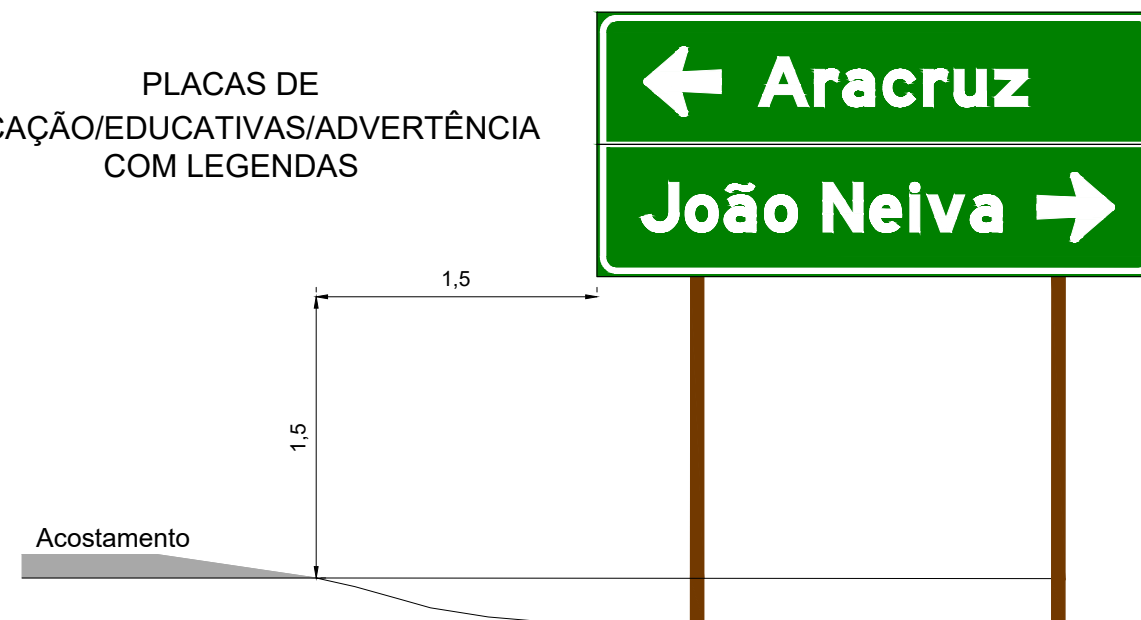 PLACAS DE
CAÇÃO/EDUCATIVAS/ADVERTÊNCIA
COM LEGENDAS
Aracruz
João Neiva
1,5
1,5
Acostamento